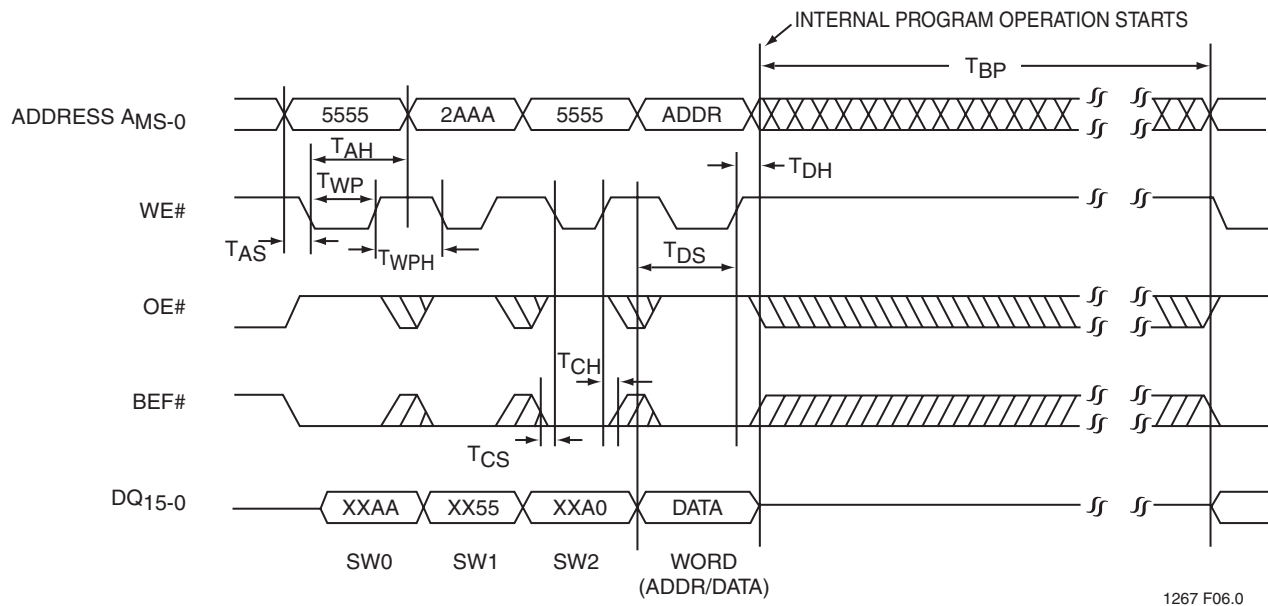 INTERNAL PROGRAM OPERATION STARTS
TBP
ADDRESS AMS-0
5555
2AAA
5555
ADDR
TAH
TDH
TWP
WE#
TAS
TWPH
TDS
OE#
TCH
BEF#
TCS
DQ15-0
XXAA
XX55
XXA0
DATA
SW0
SW1
SW2
WORD
(ADDR/DATA)
1267 F06.0